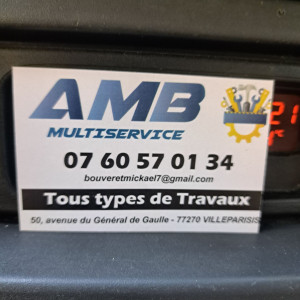 AMB
MULTISERVICE
07 60 57 01 34
bouveretmickael7@gmail.com
Tous types de Travaux
50, avenue du Général de Gaulle - 77270 VILLEPARISIS
21